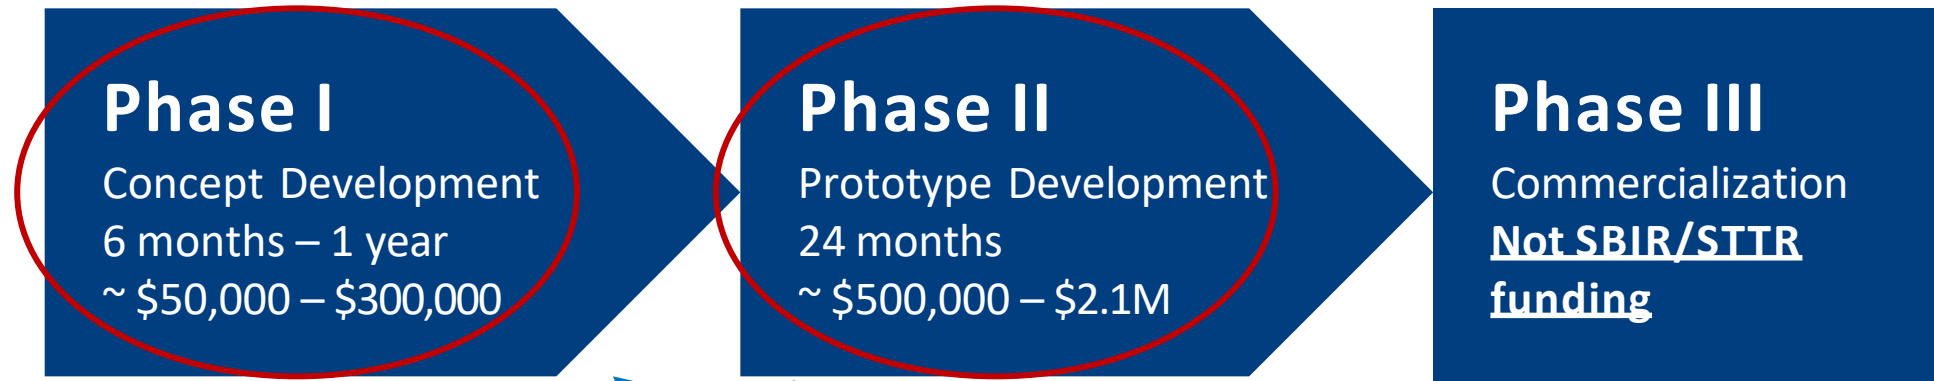 Phase I
Concept Development
6 months – 1 year
~ $50,000 – $300,000
Phase II
Prototype Development
24 months
~ $500,000 – $2.1M
Phase III
Commercialization
Not SBIR/STTR
funding